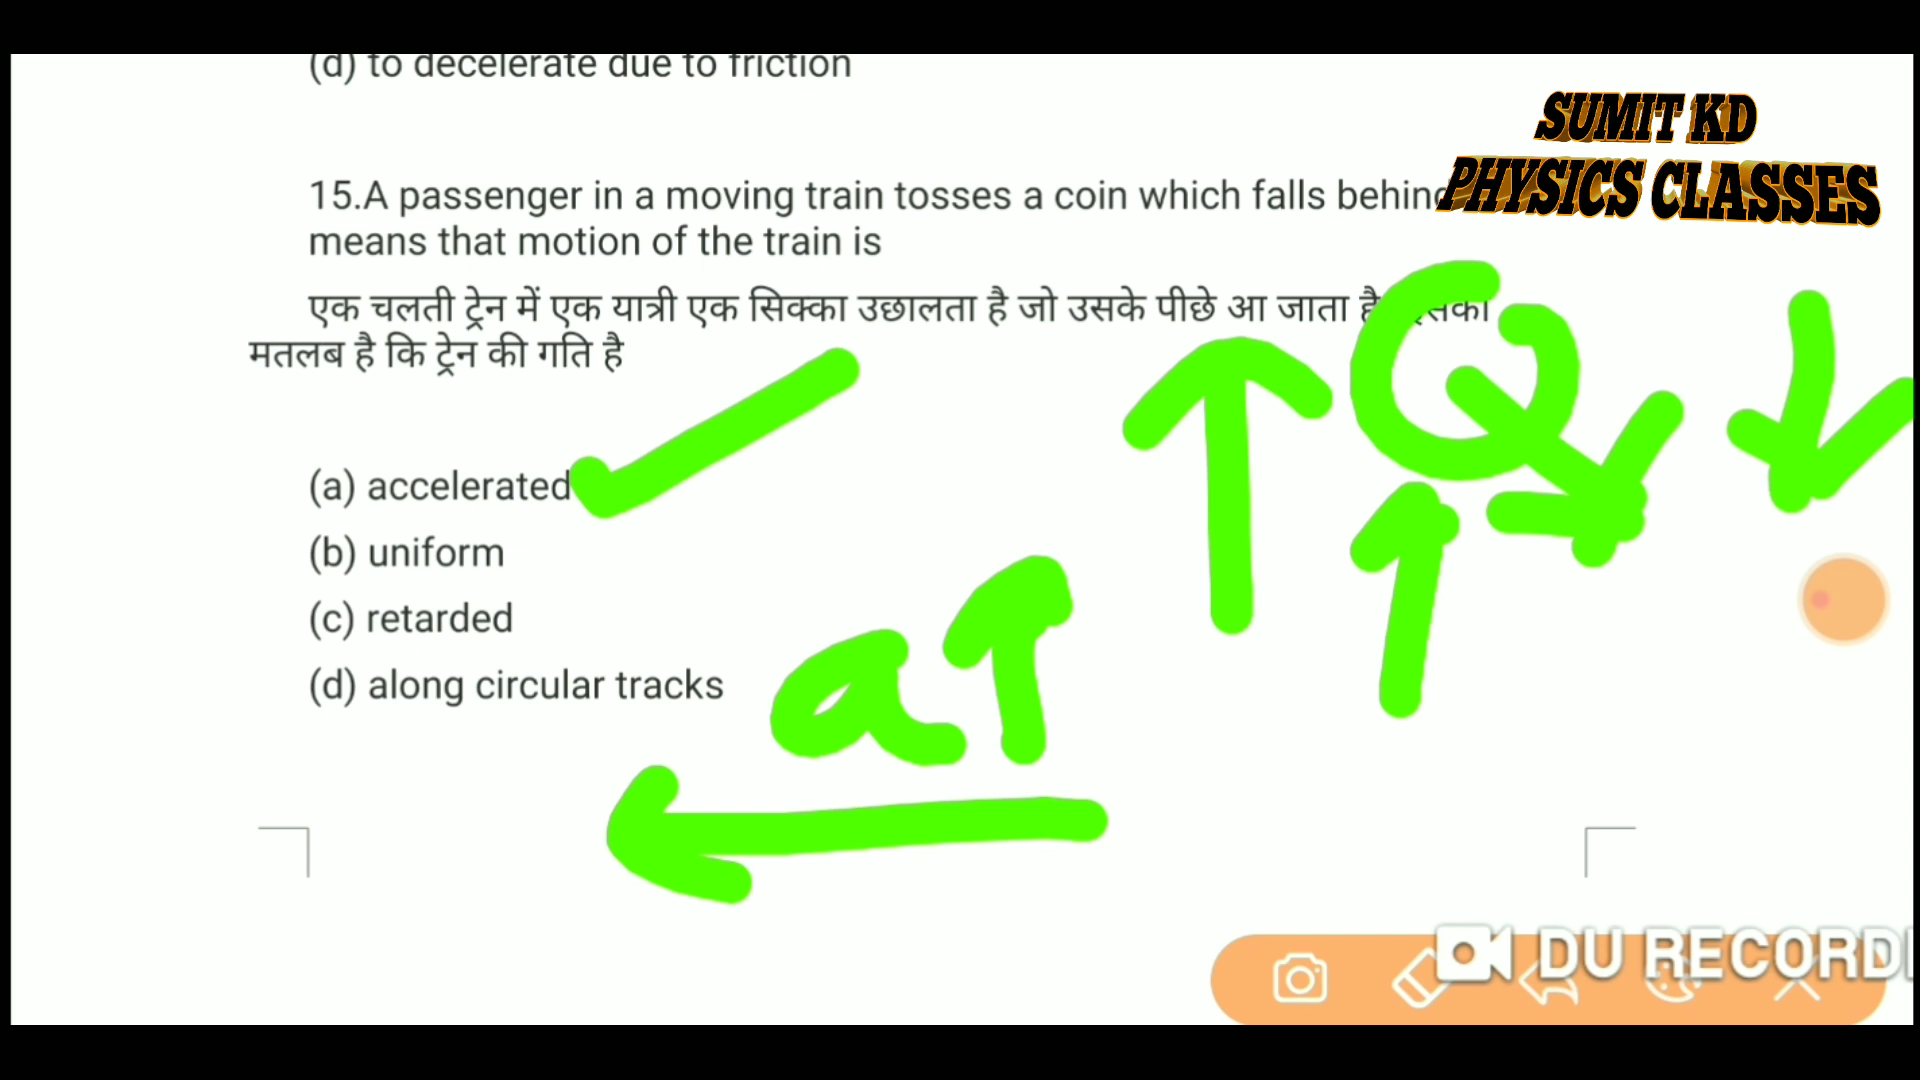 (d) to decelerate due to friction
SUMIT KD
PHYSICS CLASSES
15.A passenger in a moving train tosses a coin which falls behin
means that motion of the train is
एक चलती ट्रेन में एक यात्री एक सिक्का उछालता है जो उसके पीछे आ जाता है
मतलब है कि ट्रेन की गति है
(a) accelerated
(b) uniform
(c) retarded
(d) along circular tracks
a
DU RECORD